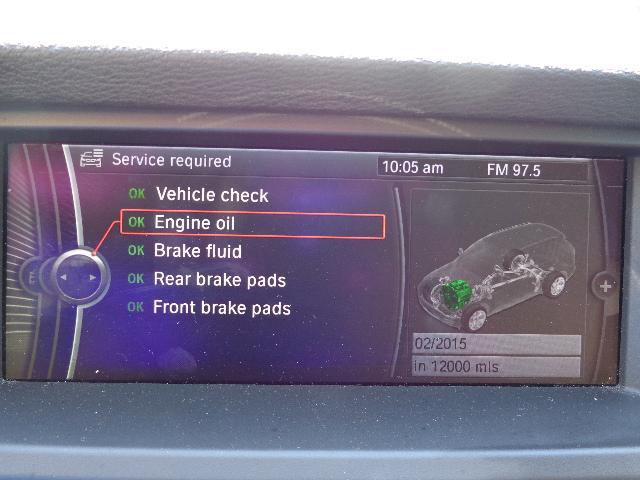 Service required
10:05 am
FM 97.5
OK Vehicle check
OK Engine oil
OK Brake fluid
OK Rear brake pads
OK Front brake pads
02/2015
in 12000 mls